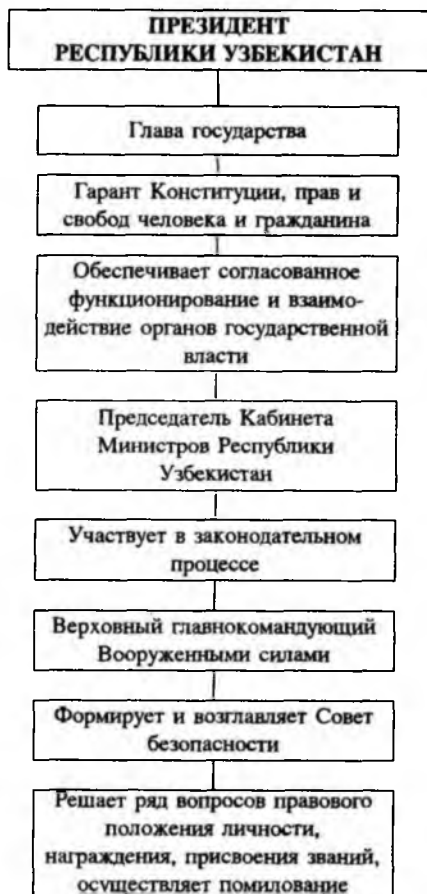 ПРЕЗИДЕНТ
РЕСПУБЛИКИ УЗБЕКИСТАН
Глава государства
Гарант Конституции, прав и
свобод человека и гражданина
Обеспечивает согласованное
функционирование и взаимо-
действие органов государственной
власти
Председатель Кабинета
Министров Республики
Узбекистан
Участвует в законодательном
процессе
Верховный главнокомандующий
Вооруженными силами
Формирует и возглавляет Совет
безопасности
Решает ряд вопросов правового
положения личности,
награждения, присвоения званий,
осуществляет помилование